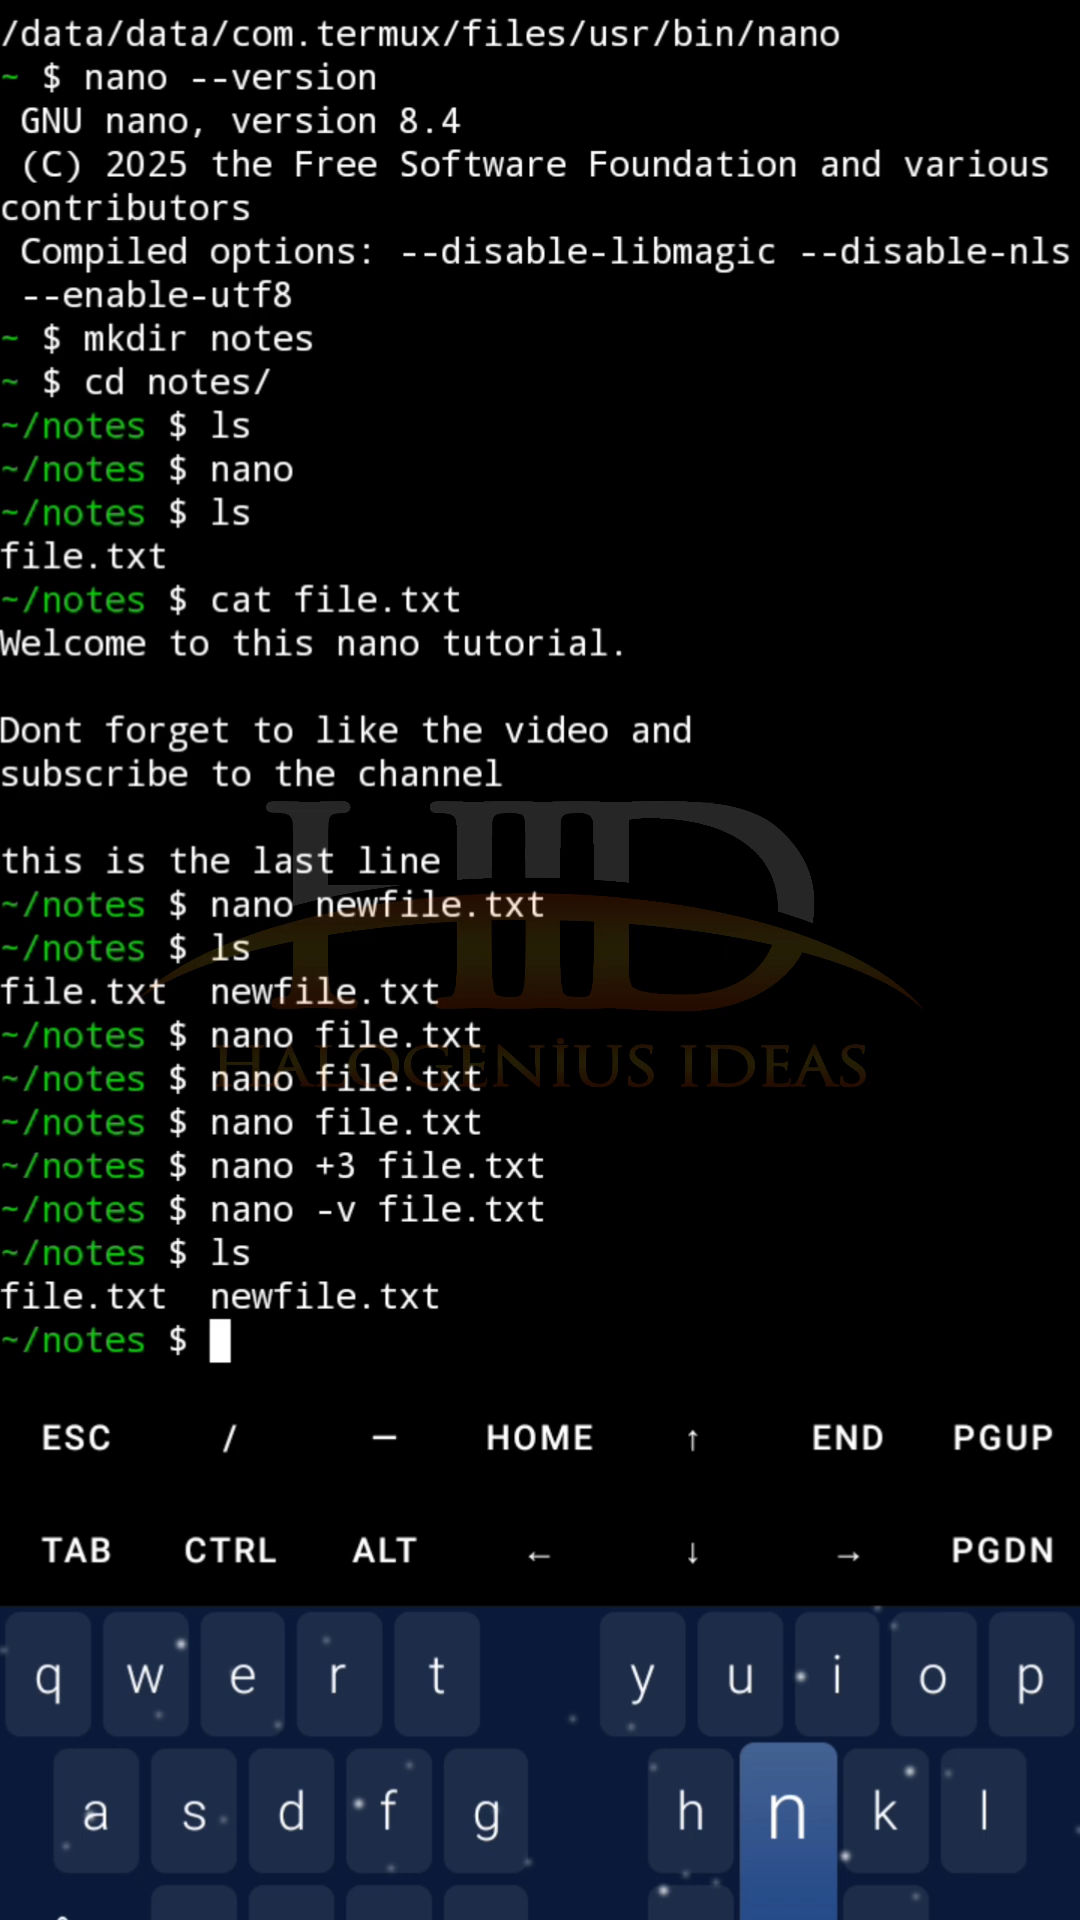 /data/data/com.termux/files/usr/bin/nano
~ $ nano --version
 GNU nano, version 8.4
 (C) 2025 the Free Software Foundation and various
contributors
 Compiled options: --disable-libmagic --disable-nls
 --enable-utf8
~ $ mkdir notes
~ $ cd notes/
~/notes $ ls
~/notes $ nano
~/notes $ ls
file.txt
~/notes $ cat file.txt
Welcome to this nano tutorial.
Dont forget to like the video and
subscribe to the channel
this is the last line
~/notes $ nano newfile.txt
~/notes $ ls
file.txt  newfile.txt
~/notes $ nano file.txt
HALOGENİUS IDEAS
~/notes $ nano file.txt
~/notes $ nano file.txt
~/notes $ nano +3 file.txt
~/notes $ nano -v file.txt
~/notes $ ls
file.txt  newfile.txt
~/notes $
ESC / — HOME ↑ END PGUP
TAB CTRL ALT ← ↓ → PGDN
q w e r t y u i o p
a s d f g h n k l